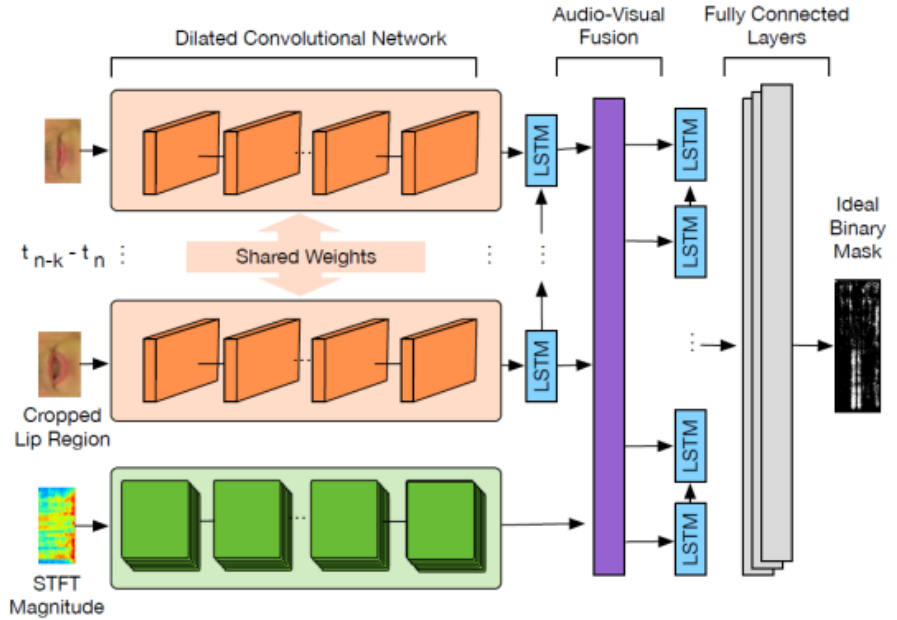 Dilated Convolutional Network
Audio-Visual
Fusion
Fully Connected
Layers
LSTM
LSTM
LSTM
Ideal
Binary
Mask
t n-k - t n
Shared Weights
LSTM
Cropped
Lip Region
LSTM
LSTM
STFT
Magnitude